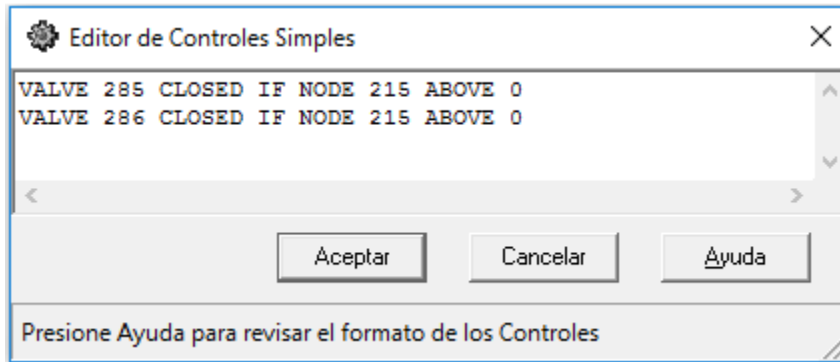 Editor de Controles Simples
VALVE 285 CLOSED IF NODE 215 ABOVE 0
VALVE 286 CLOSED IF NODE 215 ABOVE 0
Aceptar Cancelar Ayuda
Presione Ayuda para revisar el formato de los Controles